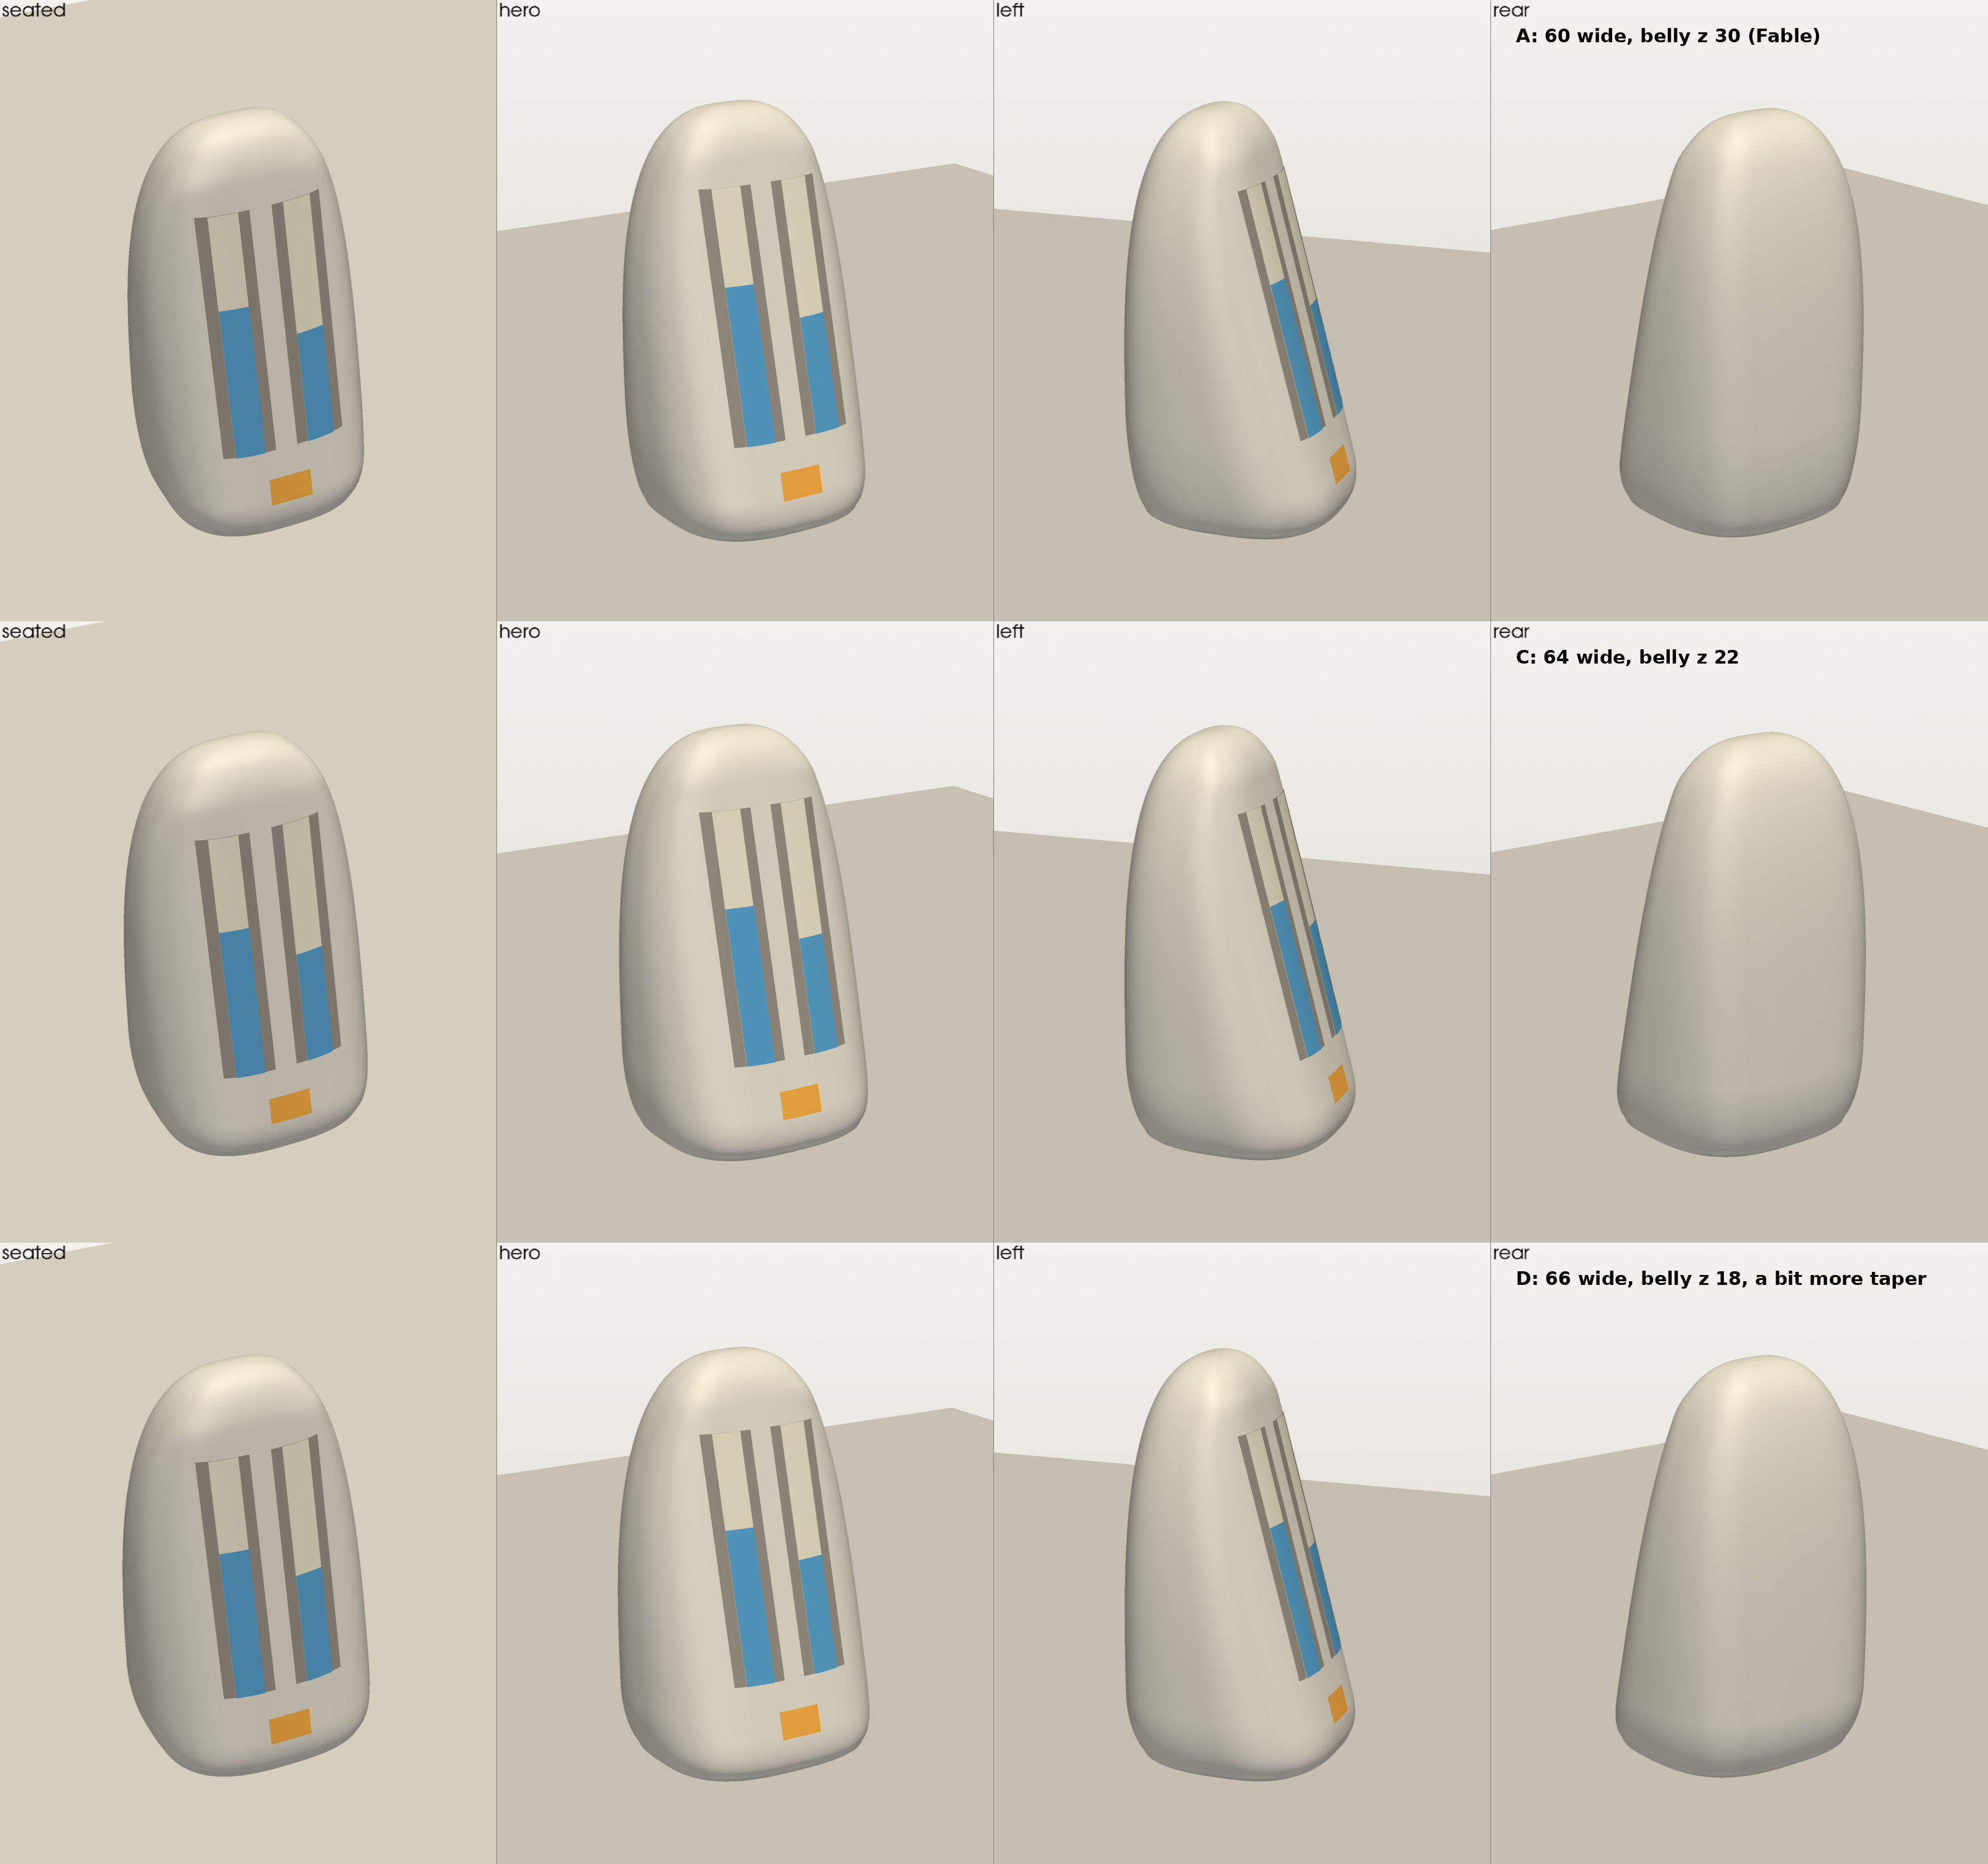 seated
hero
left
rear
A: 60 wide, belly z 30 (Fable)
seated
hero
left
rear
C: 64 wide, belly z 22
seated
hero
left
rear
D: 66 wide, belly z 18, a bit more taper